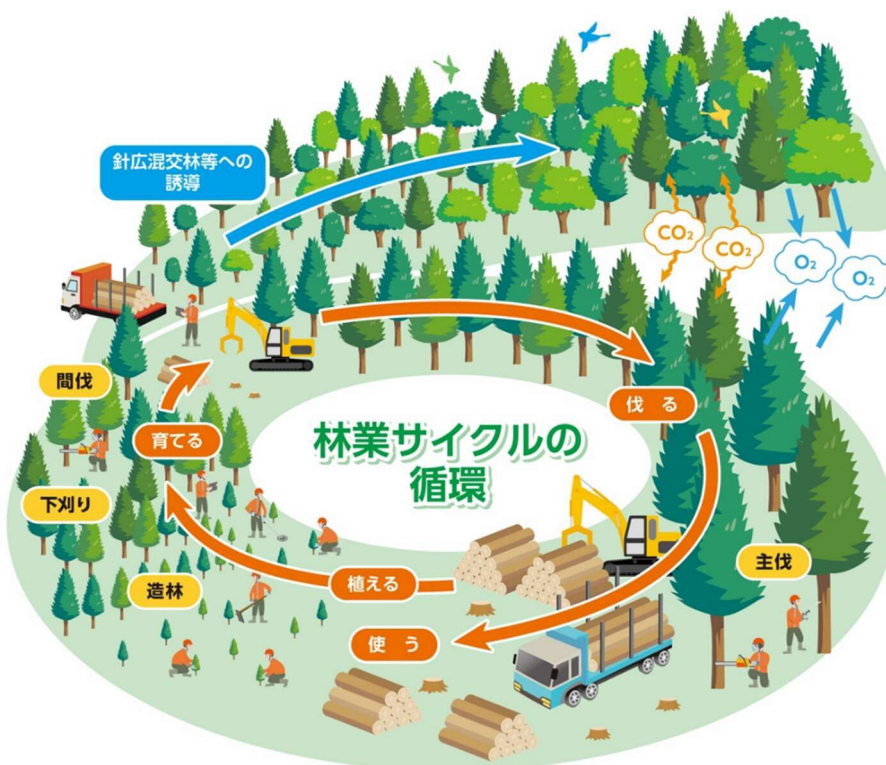 針広混交林等への
誘導
CO₂
CO₂
O₂
O₂
間伐
育てる
伐る
林業サイクルの
循環
下刈り
造林
植える
主伐
使う